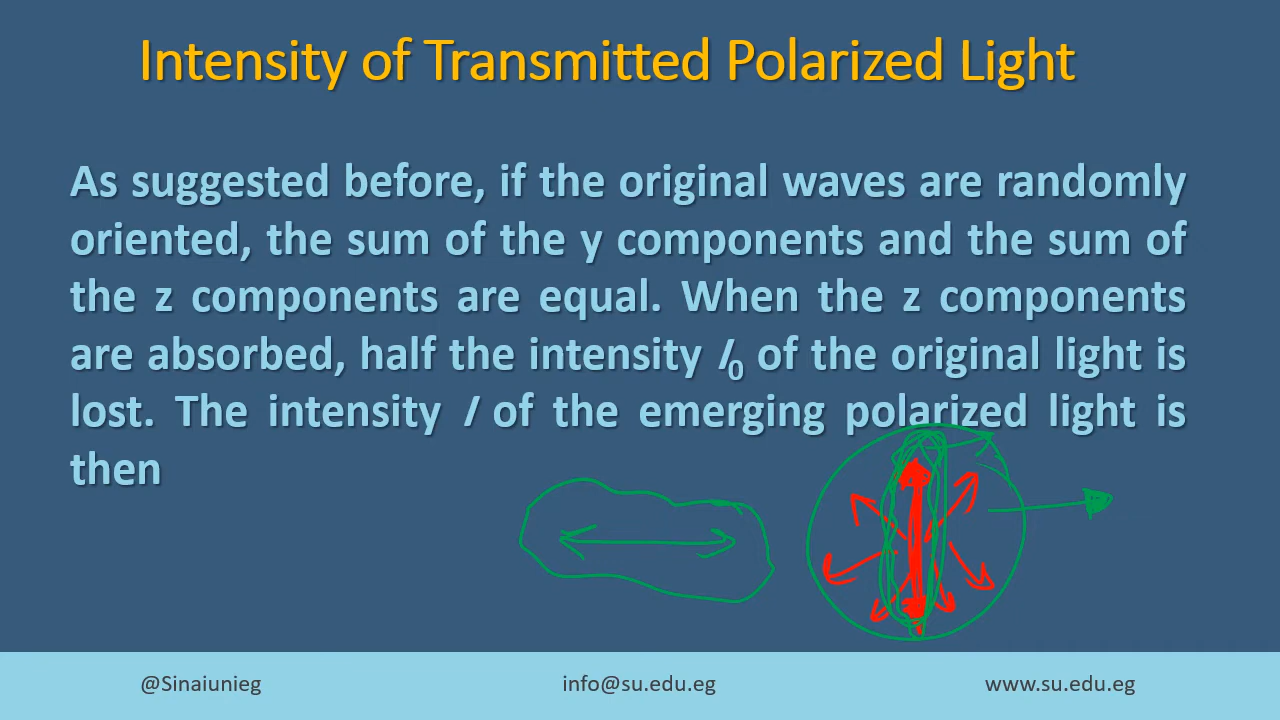 Intensity of Transmitted Polarized Light
As suggested before, if the original waves are randomly
oriented, the sum of the y components and the sum of
the z components are equal. When the z components
are absorbed, half the intensity I₀ of the original light is
lost. The intensity I of the emerging polarized light is
then
@Sinaiunieg info@su.edu.eg www.su.edu.eg